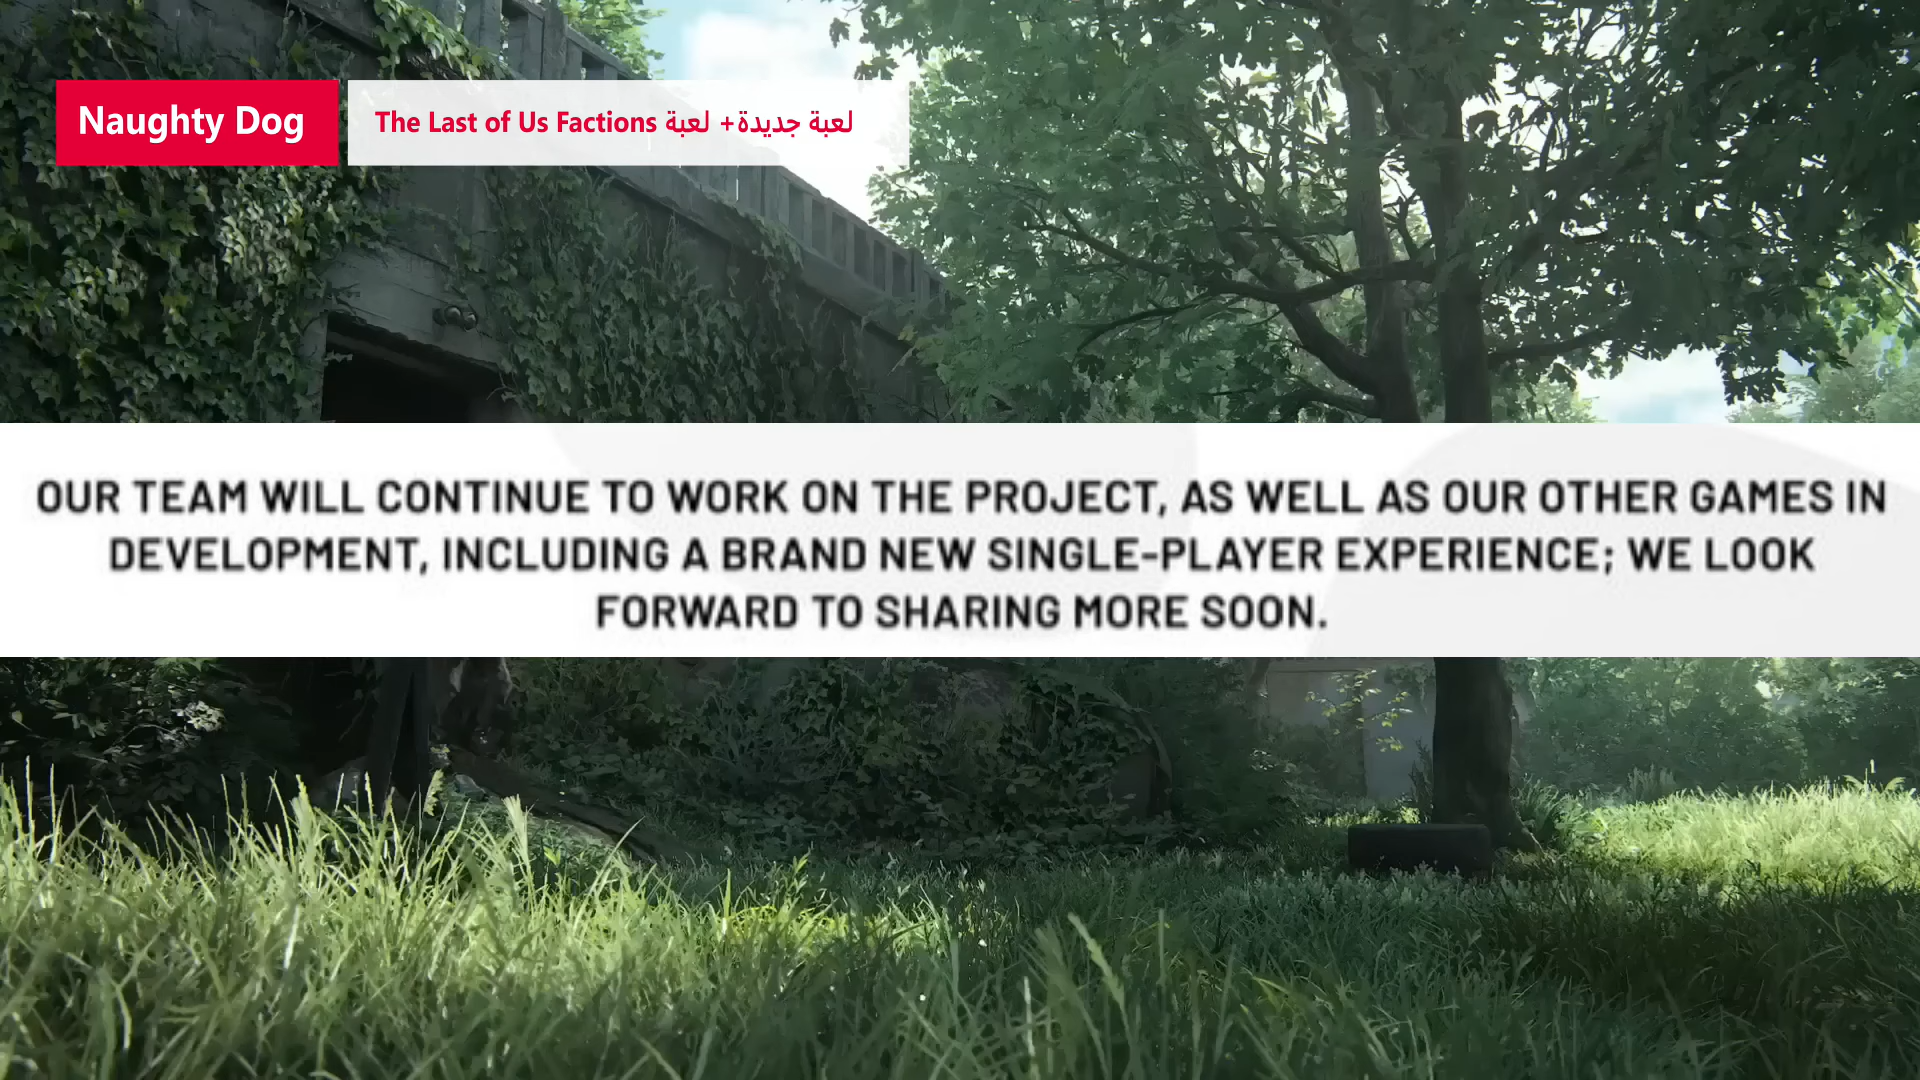 Naughty Dog
The Last of Us Factions لعبة جديدة+ لعبة
OUR TEAM WILL CONTINUE TO WORK ON THE PROJECT, AS WELL AS OUR OTHER GAMES IN
DEVELOPMENT, INCLUDING A BRAND NEW SINGLE-PLAYER EXPERIENCE; WE LOOK
FORWARD TO SHARING MORE SOON.